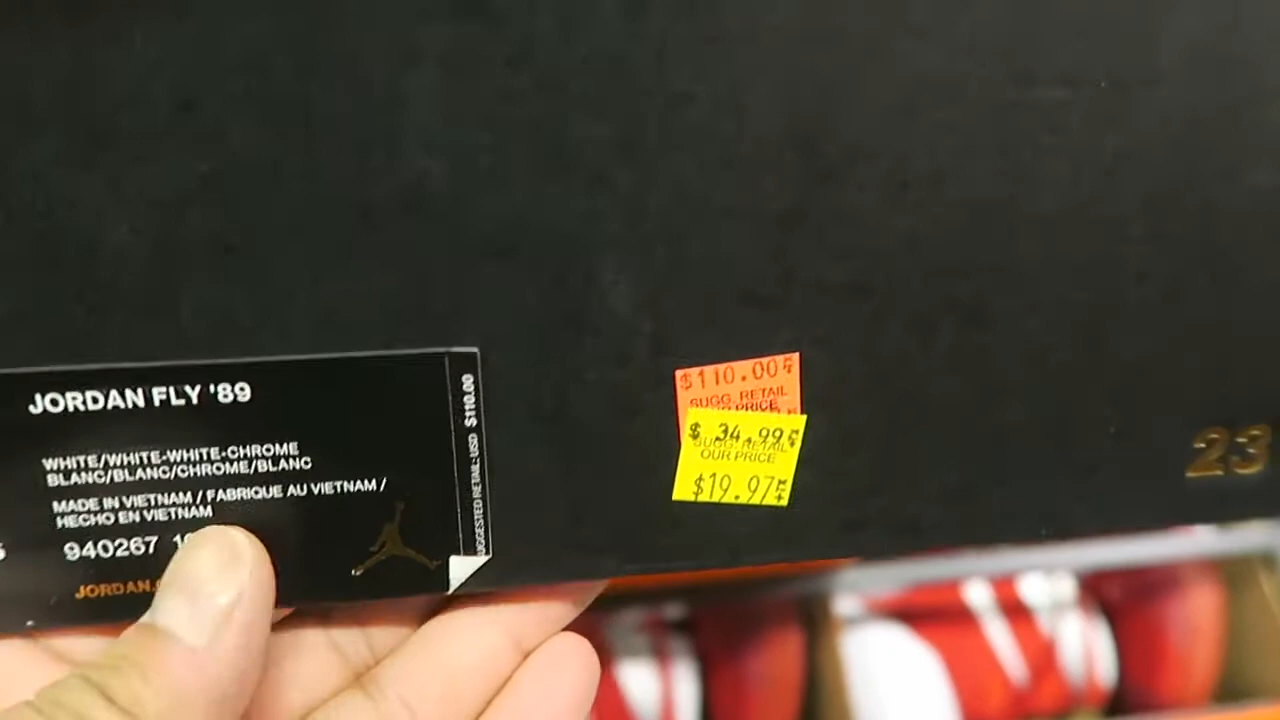 JORDAN FLY '89
WHITE/WHITE-WHITE-CHROME
BLANC/BLANC/CHROME/BLANC
MADE IN VIETNAM / FABRIQUE AU VIETNAM /
HECHO EN VIETNAM
940267
JORDAN.
SUGGESTED RETAIL-USD $110.00
$110.00
SUGG. RETAIL
PRICE
$ 34.99
SUGG. RETAIL
OUR PRICE
$19.97
23